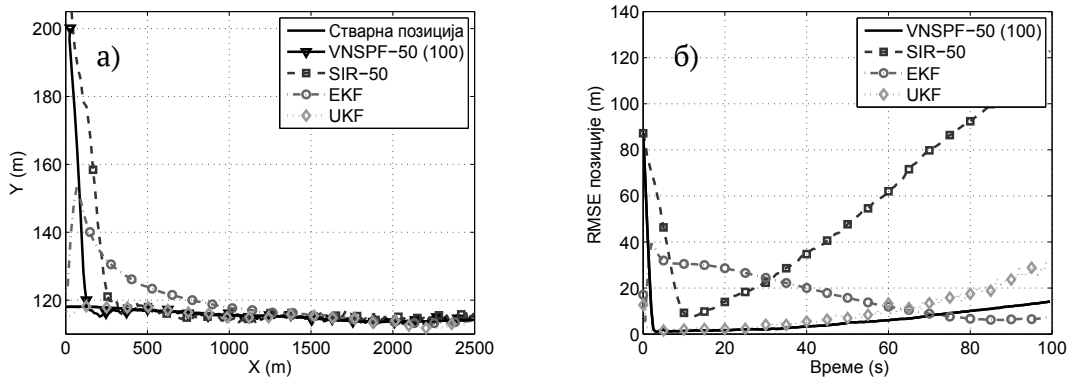 а)
200
180
160
140
120
Y (m)
0
500
1000
1500
2000
2500
X (m)
Стварна позиција
VNSPF−50 (100)
SIR−50
EKF
UKF
б)
140
120
100
80
60
40
20
0
RMSE позиције (m)
0
20
40
60
80
100
Време (s)
VNSPF−50 (100)
SIR−50
EKF
UKF